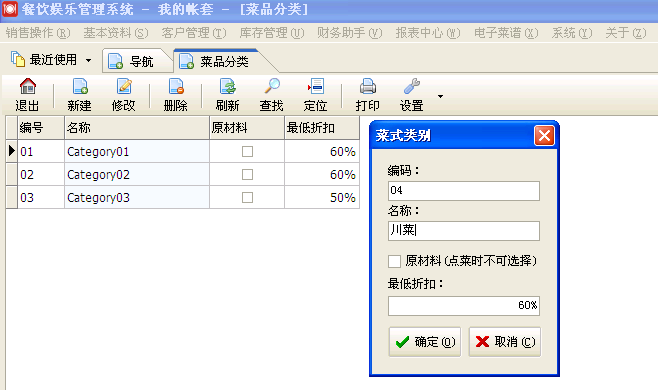 餐饮娱乐管理系统 - 我的帐套 - [菜品分类]
销售操作(R) 基本资料(S) 客户管理(T) 库存管理(U) 财务助手(V) 报表中心(W) 电子菜谱(X) 系统(Y) 关于(Z)
最近使用 导航 菜品分类
退出 新建 修改 删除 刷新 查找 定位 打印 设置
编号 名称 原材料 最低折扣
01 Category01 60%
02 Category02 60%
03 Category03 50%
菜式类别
编码：
04
名称：
川菜
原材料(点菜时不可选择)
最低折扣：
60%
确定(O) 取消(C)